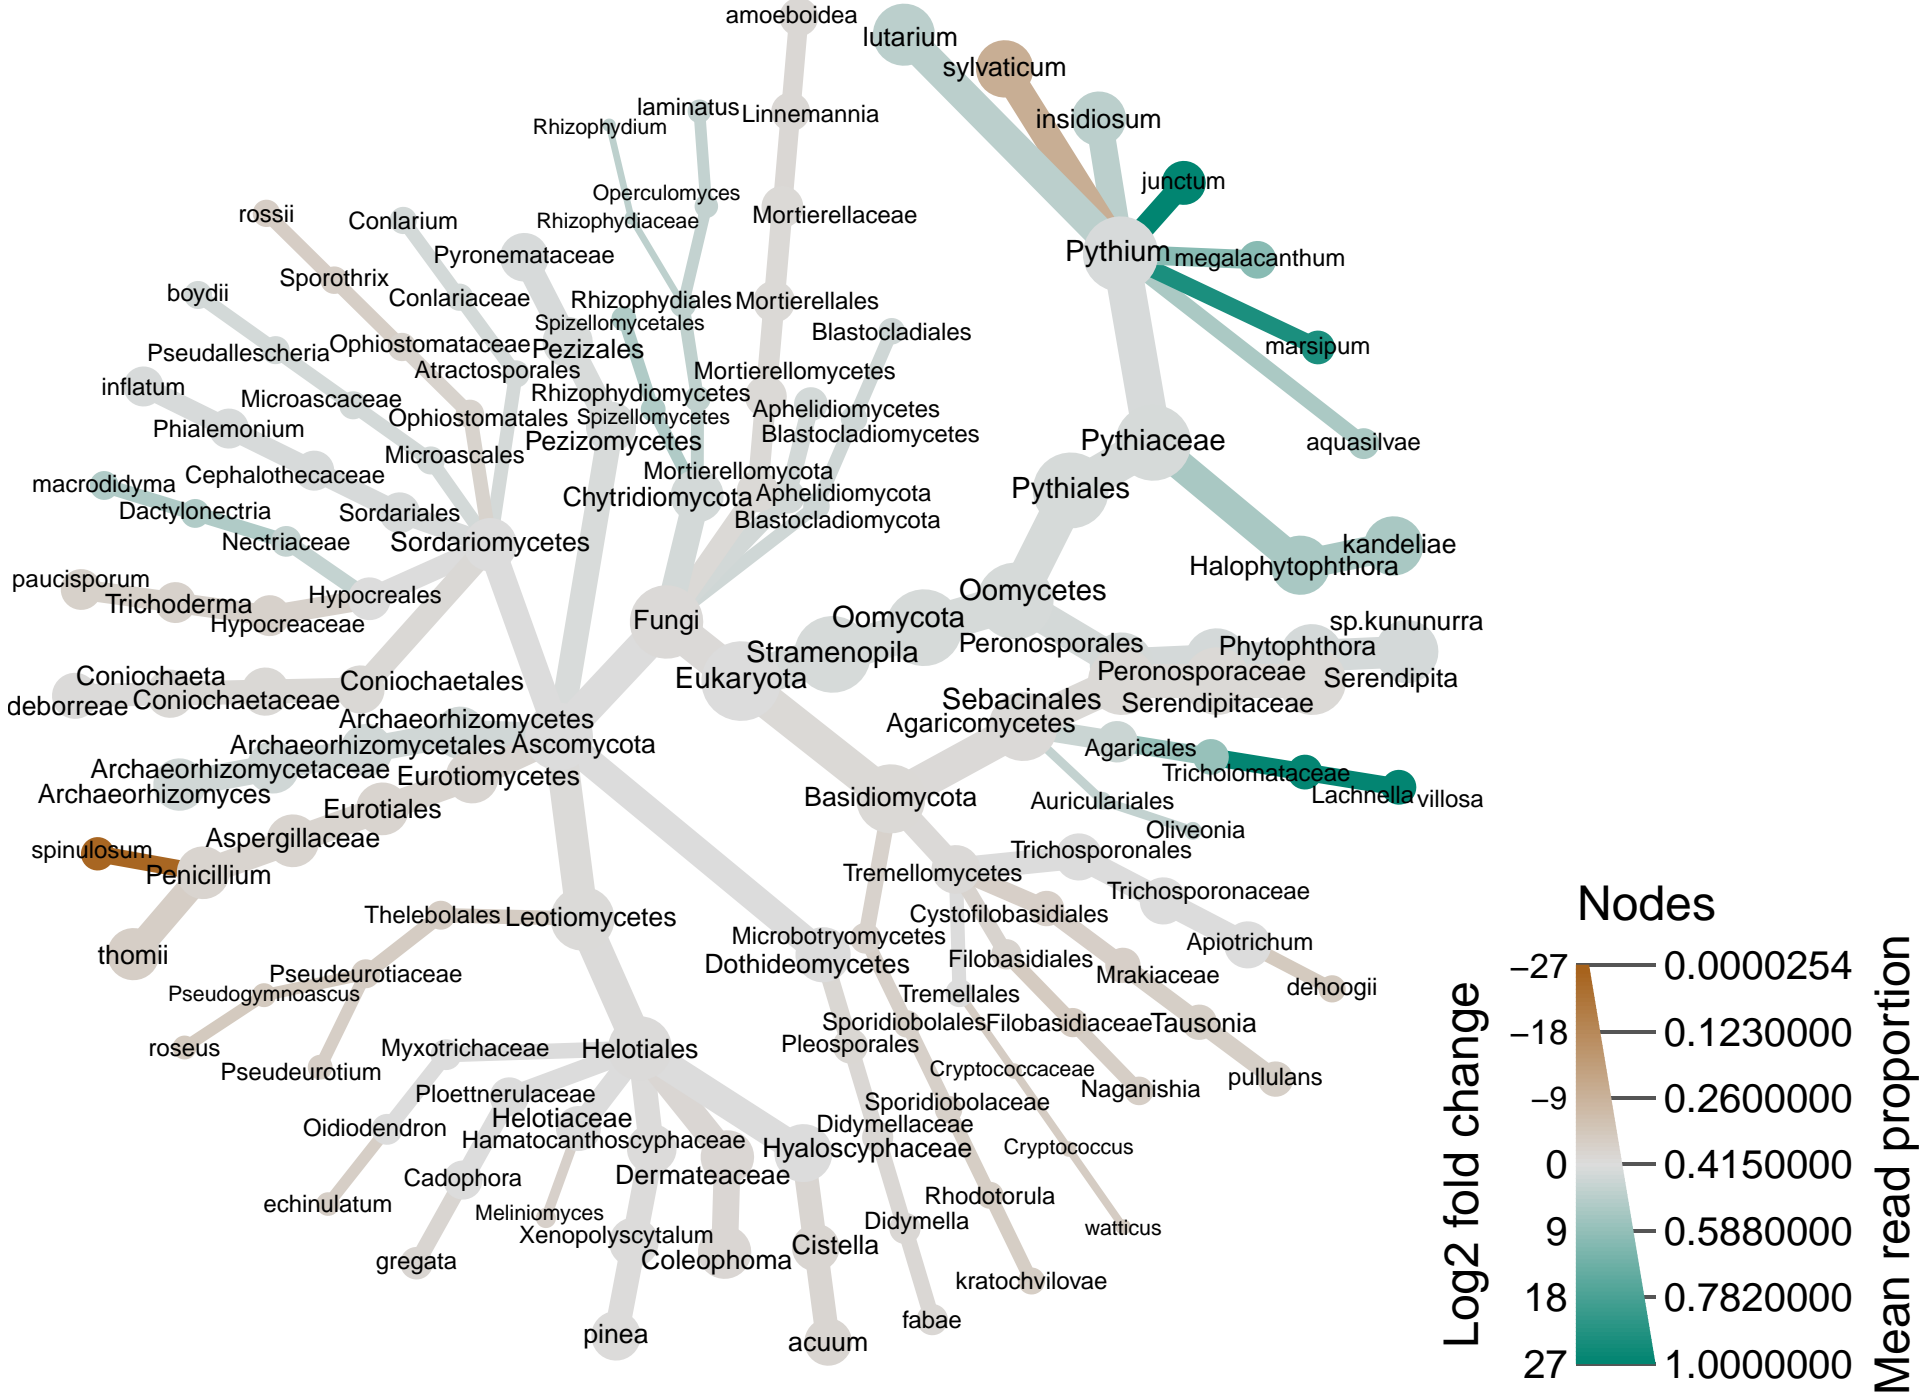 amoeboidea
lutarium
sylvaticum
laminatus
Linnemannia
insidiosum
Rhizophydium
junctum
Operculomyces
rossii
Conlarium
Rhizophydiaceae
Mortierellaceae
Pyronemataceae
Pythium
megalacanthum
Sporothrix
boydii
Conlariaceae
Rhizophydiales
Mortierellales
Spizellomycetales
Blastocladiales
Pseudallescheria
Ophiostomataceae
Pezizales
marsipum
Atractosporales
Mortierellomycetes
inflatum
Microascaceae
Rhizophydiomycetes
Ophiostomatales
Spizellomycetes
Aphelidiomycetes
Phialemonium
Pezizomycetes
Blastocladiomycetes
Pythiaceae
aquasilvae
Microascales
Cephalothecaceae
Mortierellomycota
macrodidyma
Chytridiomycota
Aphelidiomycota
Pythiales
Dactylonectria
Sordariales
Blastocladiomycota
Nectriaceae
Sordariomycetes
kandeliae
Halophytophthora
paucisporum
Trichoderma
Hypocreales
Oomycetes
Hypocreaceae
Fungi
Oomycota
sp.kununurra
Stramenopila
Peronosporales
Phytophthora
Coniochaeta
Coniochaetales
Eukaryota
Peronosporaceae
Serendipita
deborreae
Coniochaetaceae
Sebacinales
Serendipitaceae
Archaeorhizomycetes
Agaricomycetes
Archaeorhizomycetales
Ascomycota
Agaricales
Archaeorhizomycetaceae
Eurotiomycetes
Tricholomataceae
Archaeorhizomyces
Eurotiales
Basidiomycota
Auriculariales
Lachnella
villosa
Aspergillaceae
Oliveonia
spinulosum
Trichosporonales
Penicillium
Tremellomycetes
Trichosporonaceae
Nodes
Thelebolales
Leotiomycetes
Cystofilobasidiales
Microbotryomycetes
Apiotrichum
thomii
Dothideomycetes
Filobasidiales
Mrakiaceae
Pseudeurotiaceae
Pseudogymnoascus
Tremellales
dehoogii
Sporidiobolales
Filobasidiaceae
Tausonia
roseus
Myxotrichaceae
Helotiales
Pleosporales
Pseudeurotium
Cryptococcaceae
Naganishia
pullulans
Ploettnerulaceae
Sporidiobolaceae
Oidiodendron
Helotiaceae
Didymellaceae
Hamatocanthoscyphaceae
Hyaloscyphaceae
Cryptococcus
Cadophora
Dermateaceae
echinulatum
Rhodotorula
Meliniomyces
Didymella
watticus
Xenopolyscytalum
Cistella
gregata
Coleophoma
kratochvilovae
pinea
acuum
fabae
−27
0.0000254
−18
0.1230000
−9
0.2600000
0
0.4150000
9
0.5880000
18
0.7820000
27
1.0000000
Log2 fold change
Mean read proportion